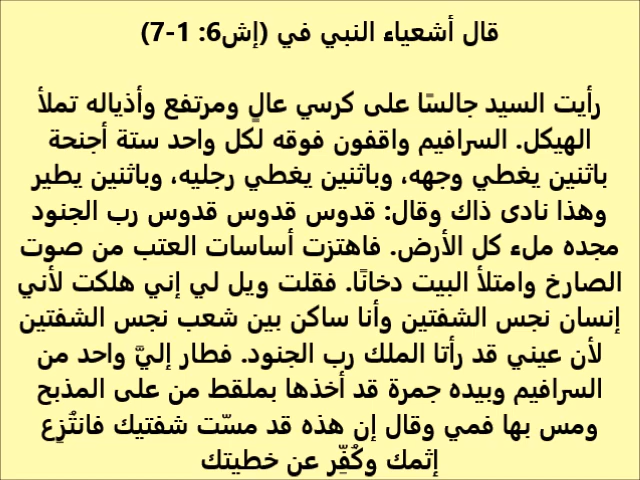 قال أشعياء النبي في (إش6: 1-7)
رأيت السيد جالسًا على كرسي عالٍ ومرتفع وأذياله تملأ
الهيكل. السرافيم واقفون فوقه لكل واحد ستة أجنحة
باثنين يغطي وجهه، وباثنين يغطي رجليه، وباثنين يطير
وهذا نادى ذاك وقال: قدوس قدوس قدوس رب الجنود
مجده ملء كل الأرض. فاهتزت أساسات العتب من صوت
الصارخ وامتلأ البيت دخانًا. فقلت ويل لي إني هلكت لأني
إنسان نجس الشفتين وأنا ساكن بين شعب نجس الشفتين
لأن عيني قد رأتا الملك رب الجنود. فطار إليَّ واحد من
السرافيم وبيده جمرة قد أخذها بملقط من على المذبح
ومس بها فمي وقال إن هذه قد مسّت شفتيك فانتُزِع
إثمك وكُفِّر عن خطيتك